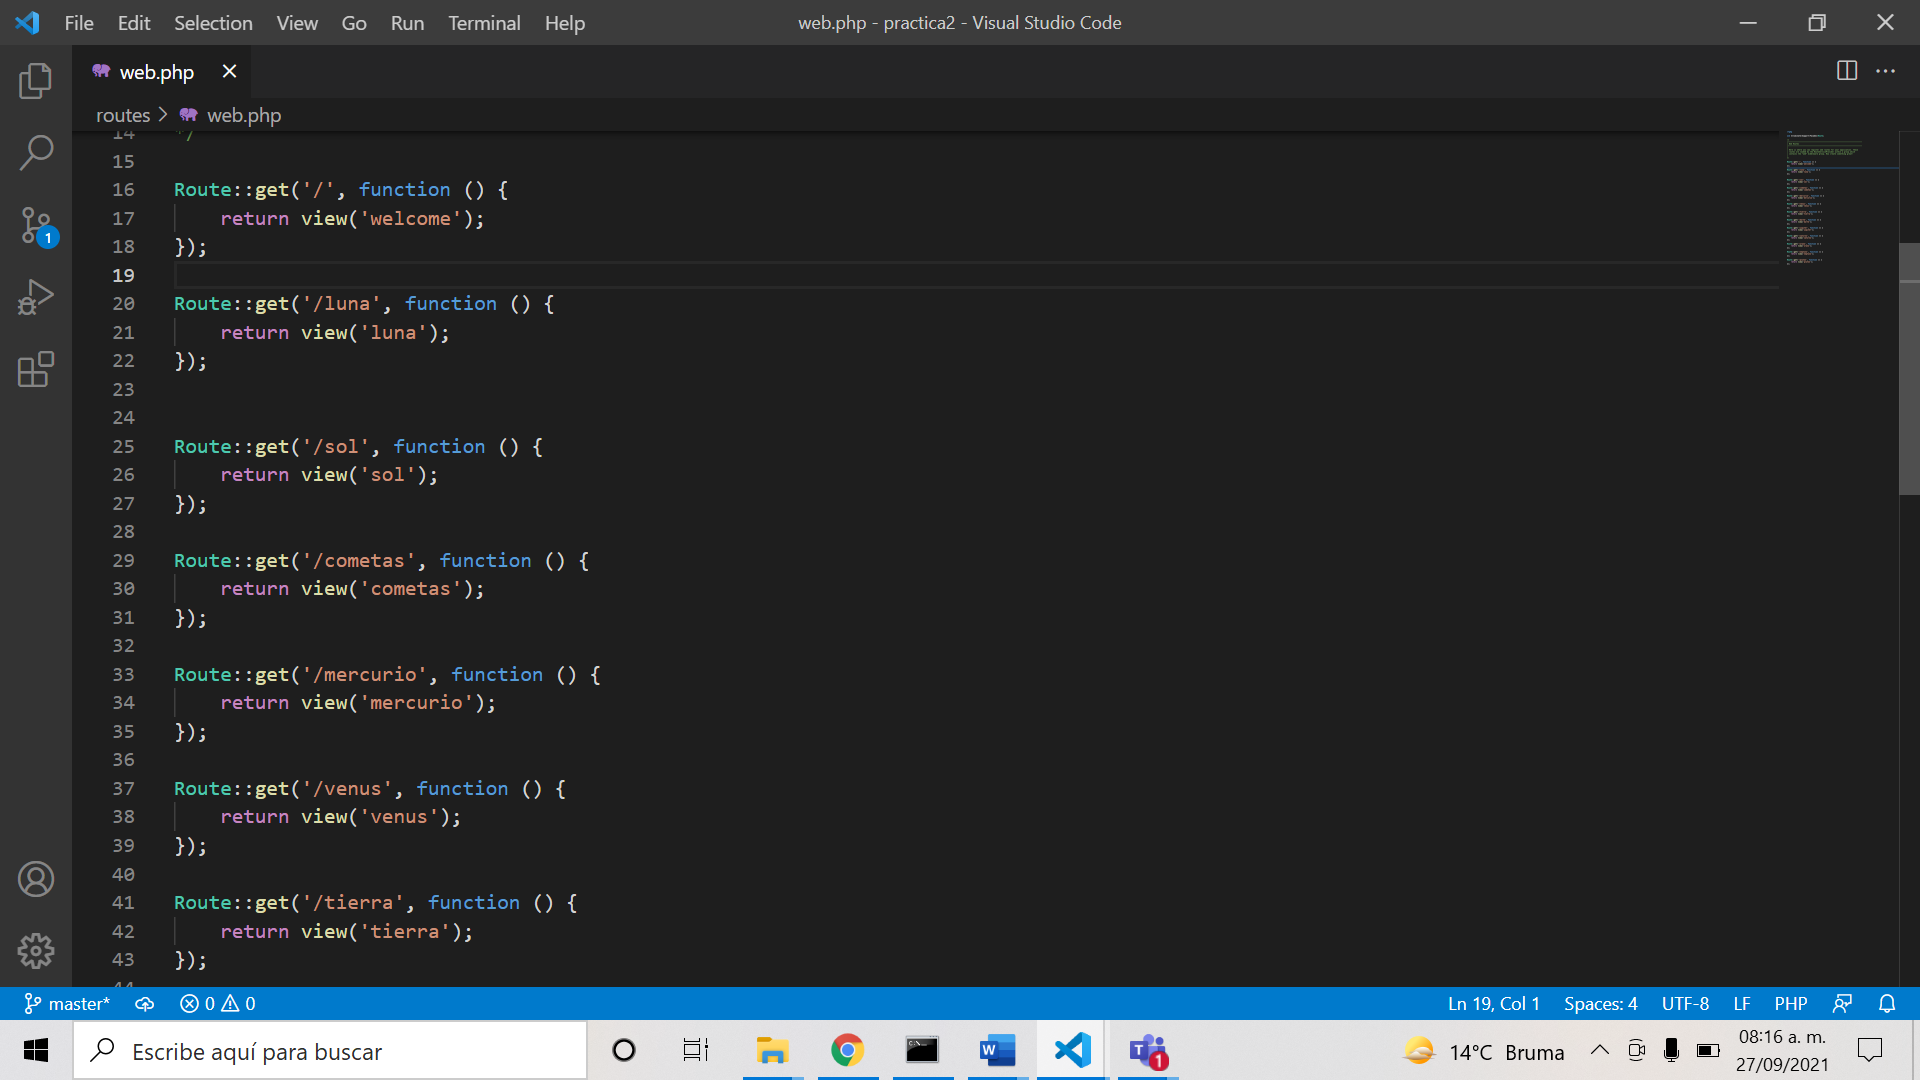 File Edit Selection View Go Run Terminal Help web.php - practica2 - Visual Studio Code
web.php
routes > web.php
14 */
15
16 Route::get('/', function () {
17     return view('welcome');
18 });
19
20 Route::get('/luna', function () {
21     return view('luna');
22 });
23
24
25 Route::get('/sol', function () {
26     return view('sol');
27 });
28
29 Route::get('/cometas', function () {
30     return view('cometas');
31 });
32
33 Route::get('/mercurio', function () {
34     return view('mercurio');
35 });
36
37 Route::get('/venus', function () {
38     return view('venus');
39 });
40
41 Route::get('/tierra', function () {
42     return view('tierra');
43 });
44
1
master* 0 0 Ln 19, Col 1 Spaces: 4 UTF-8 LF PHP
Escribe aquí para buscar 1 14°C Bruma 08:16 a. m.
27/09/2021